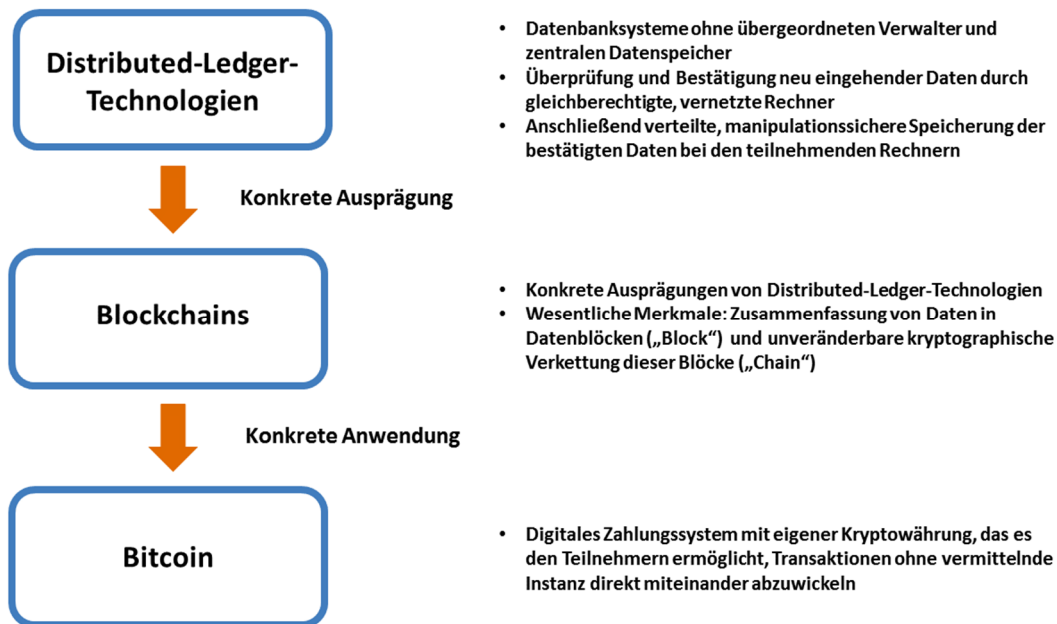 Distributed-Ledger-
Technologien
• Datenbanksysteme ohne übergeordneten Verwalter und
zentralen Datenspeicher
• Überprüfung und Bestätigung neu eingehender Daten durch
gleichberechtigte, vernetzte Rechner
• Anschließend verteilte, manipulationssichere Speicherung der
bestätigten Daten bei den teilnehmenden Rechnern
Konkrete Ausprägung
Blockchains
• Konkrete Ausprägungen von Distributed-Ledger-Technologien
• Wesentliche Merkmale: Zusammenfassung von Daten in
Datenblöcken („Block“) und unveränderbare kryptographische
Verkettung dieser Blöcke („Chain“)
Konkrete Anwendung
Bitcoin
• Digitales Zahlungssystem mit eigener Kryptowährung, das es
den Teilnehmern ermöglicht, Transaktionen ohne vermittelnde
Instanz direkt miteinander abzuwickeln